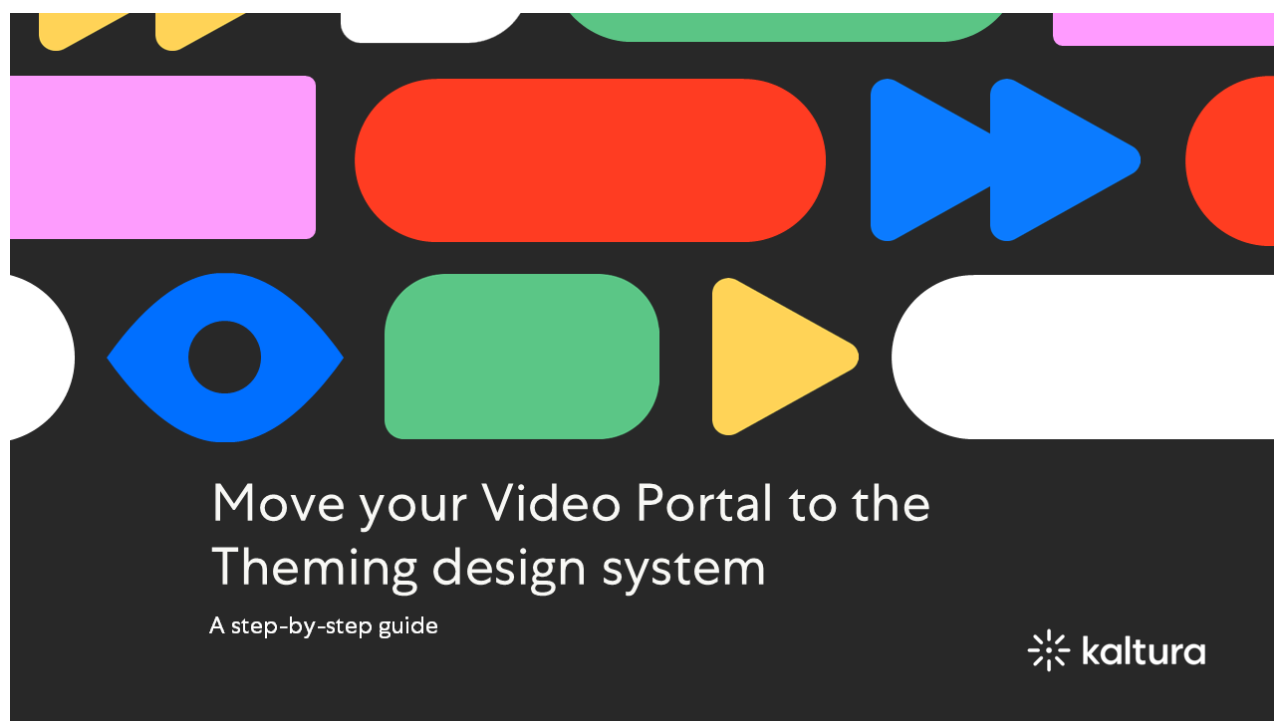 Move your Video Portal to the
Theming design system
A step-by-step guide
kaltura